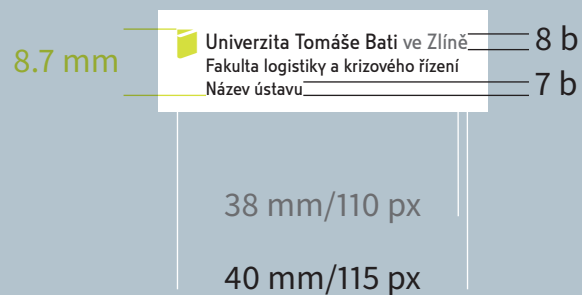 8.7 mm
Univerzita Tomáše Bati ve Zlíně
Fakulta logistiky a krizového řízení
Název ústavu
8 b
7 b
38 mm/110 px
40 mm/115 px